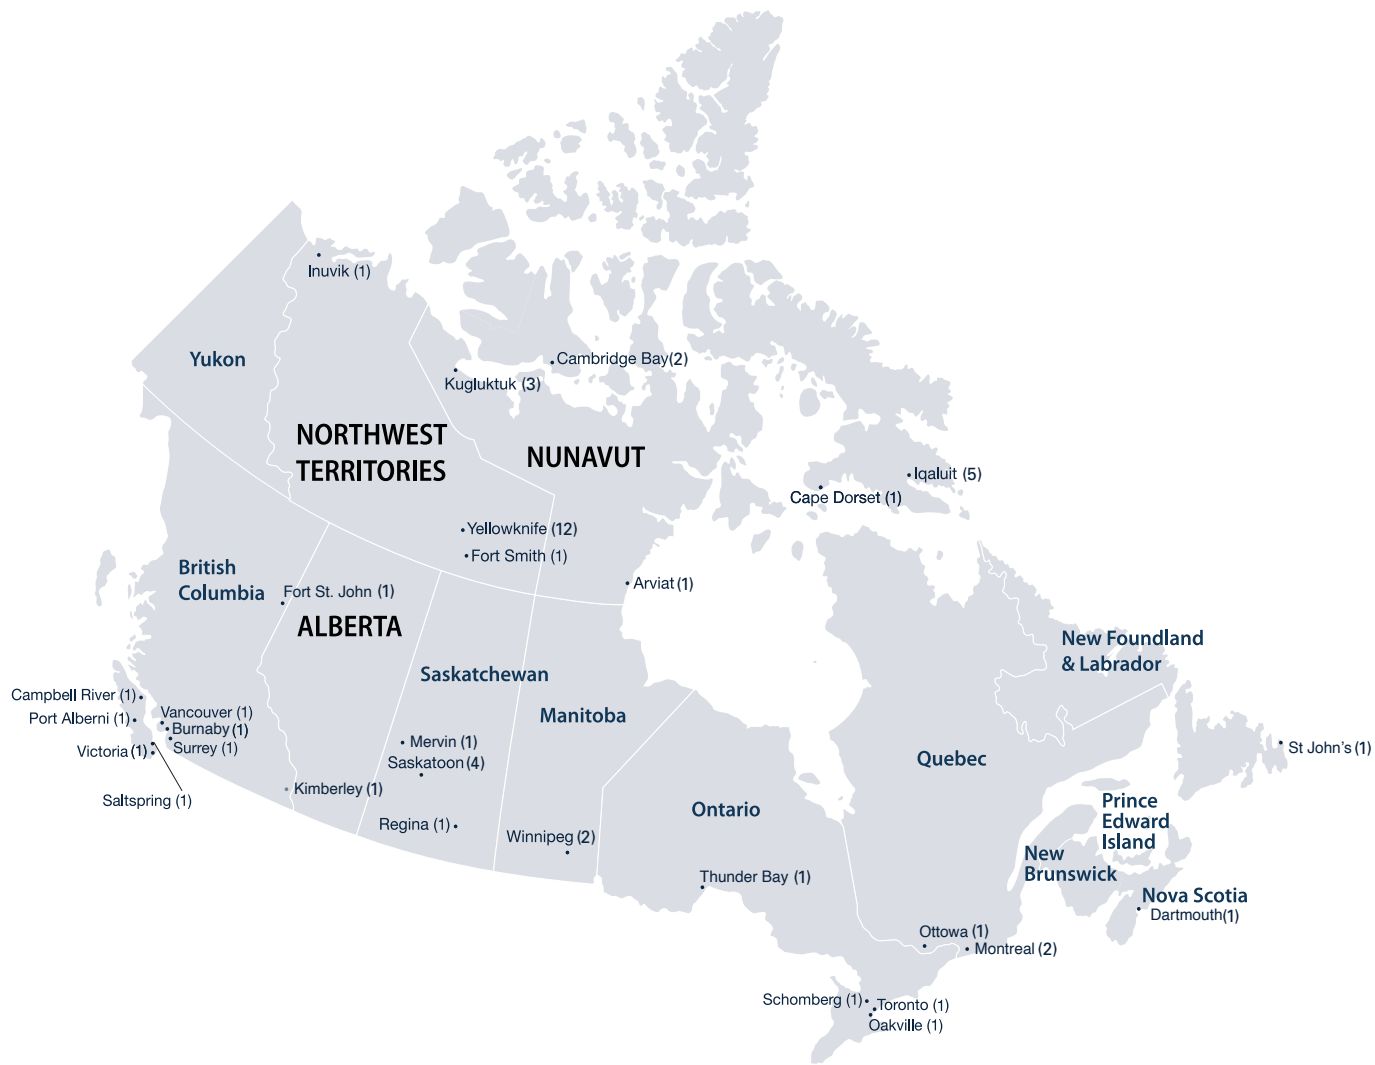 Inuvik (1)
Yukon
Cambridge Bay(2)
Kugluktuk (3)
NORTHWEST
TERRITORIES
NUNAVUT
Iqaluit (5)
Cape Dorset (1)
Yellowknife (12)
Fort Smith (1)
British
Columbia
Fort St. John (1)
Arviat (1)
ALBERTA
New Foundland
& Labrador
Saskatchewan
Campbell River (1)
Manitoba
Port Alberni (1)
Vancouver (1)
Burnaby (1)
Surrey (1)
Victoria (1)
Mervin (1)
Saskatoon (4)
St John's (1)
Quebec
Kimberley (1)
Saltspring (1)
Ontario
Prince
Edward
Island
Regina (1)
Winnipeg (2)
New
Brunswick
Thunder Bay (1)
Nova Scotia
Dartmouth(1)
Ottowa (1)
Montreal (2)
Schomberg (1)
Toronto (1)
Oakville (1)